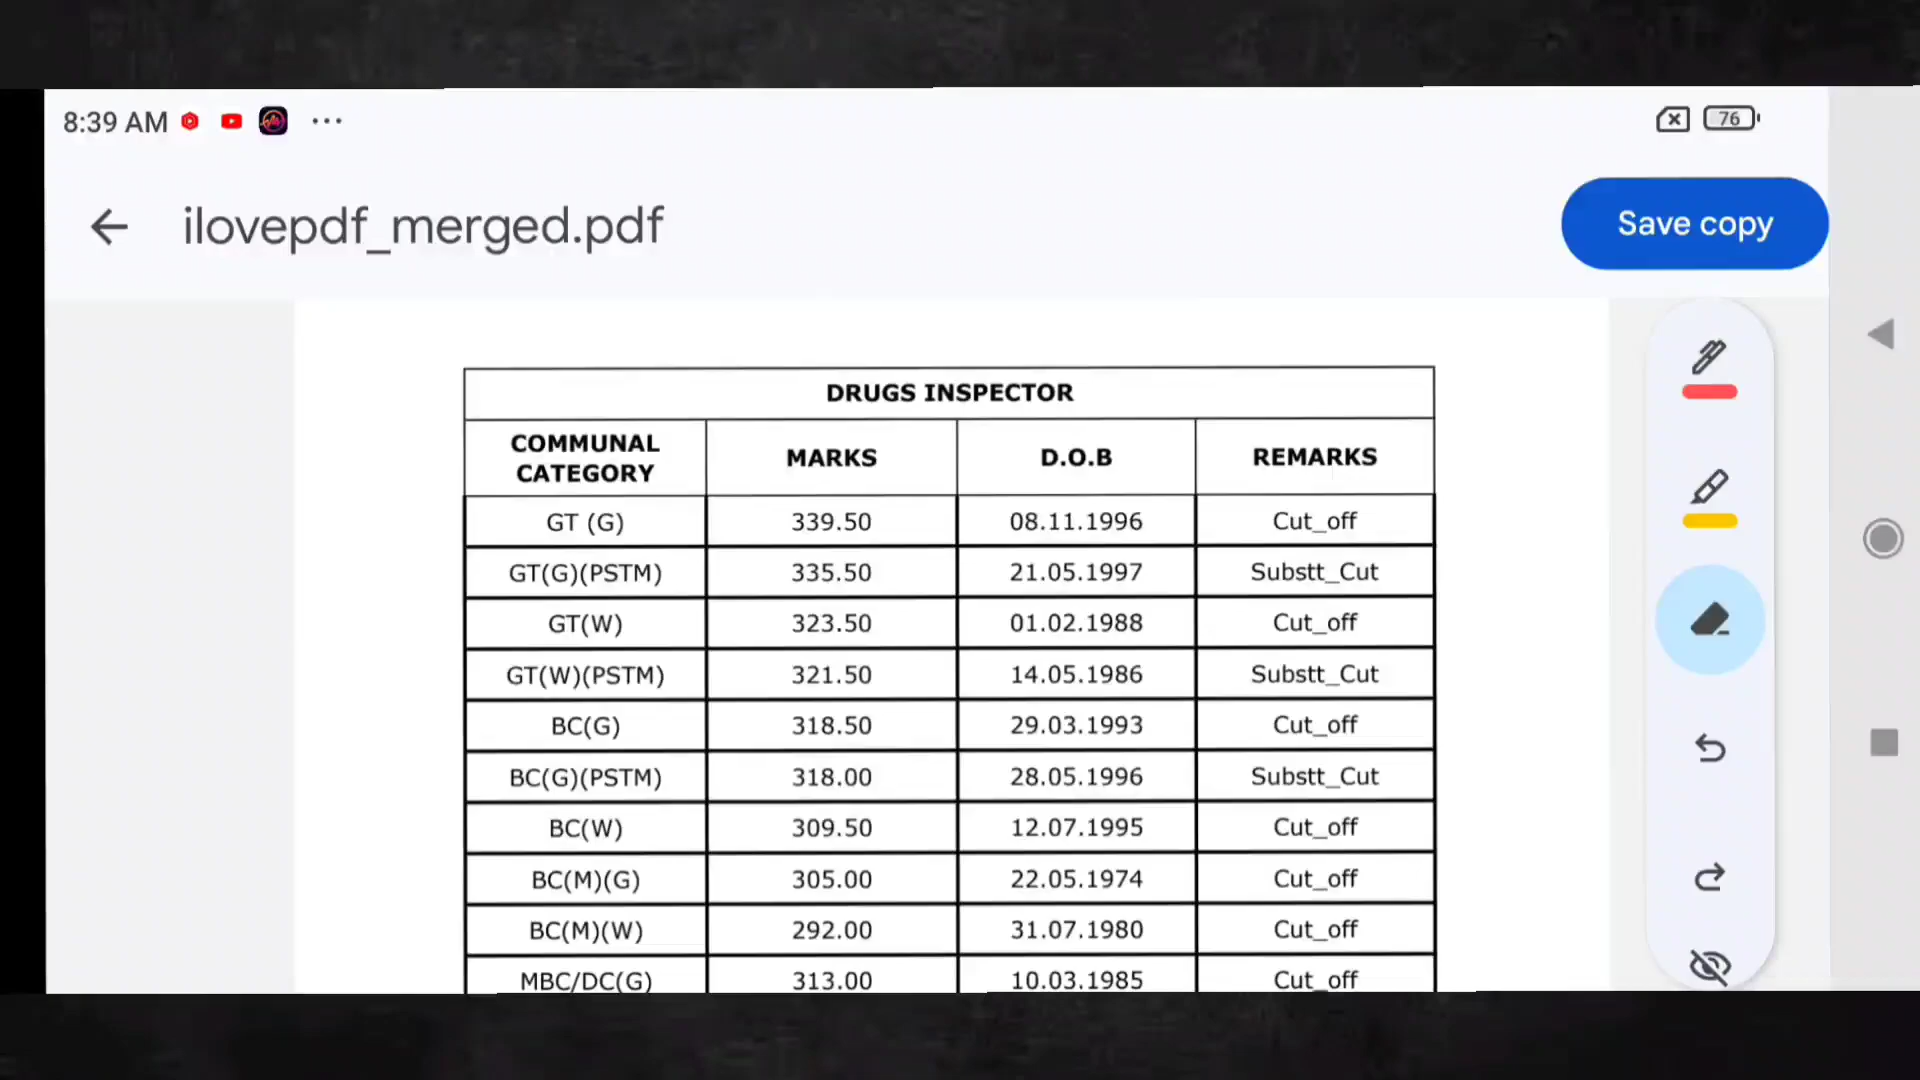 8:39 AM ... 76
ilovepdf_merged.pdf
Save copy
DRUGS INSPECTOR
COMMUNAL CATEGORY MARKS D.O.B REMARKS
GT (G) 339.50 08.11.1996 Cut_off
GT(G)(PSTM) 335.50 21.05.1997 Substt_Cut
GT(W) 323.50 01.02.1988 Cut_off
GT(W)(PSTM) 321.50 14.05.1986 Substt_Cut
BC(G) 318.50 29.03.1993 Cut_off
BC(G)(PSTM) 318.00 28.05.1996 Substt_Cut
BC(W) 309.50 12.07.1995 Cut_off
BC(M)(G) 305.00 22.05.1974 Cut_off
BC(M)(W) 292.00 31.07.1980 Cut_off
MBC/DC(G) 313.00 10.03.1985 Cut_off